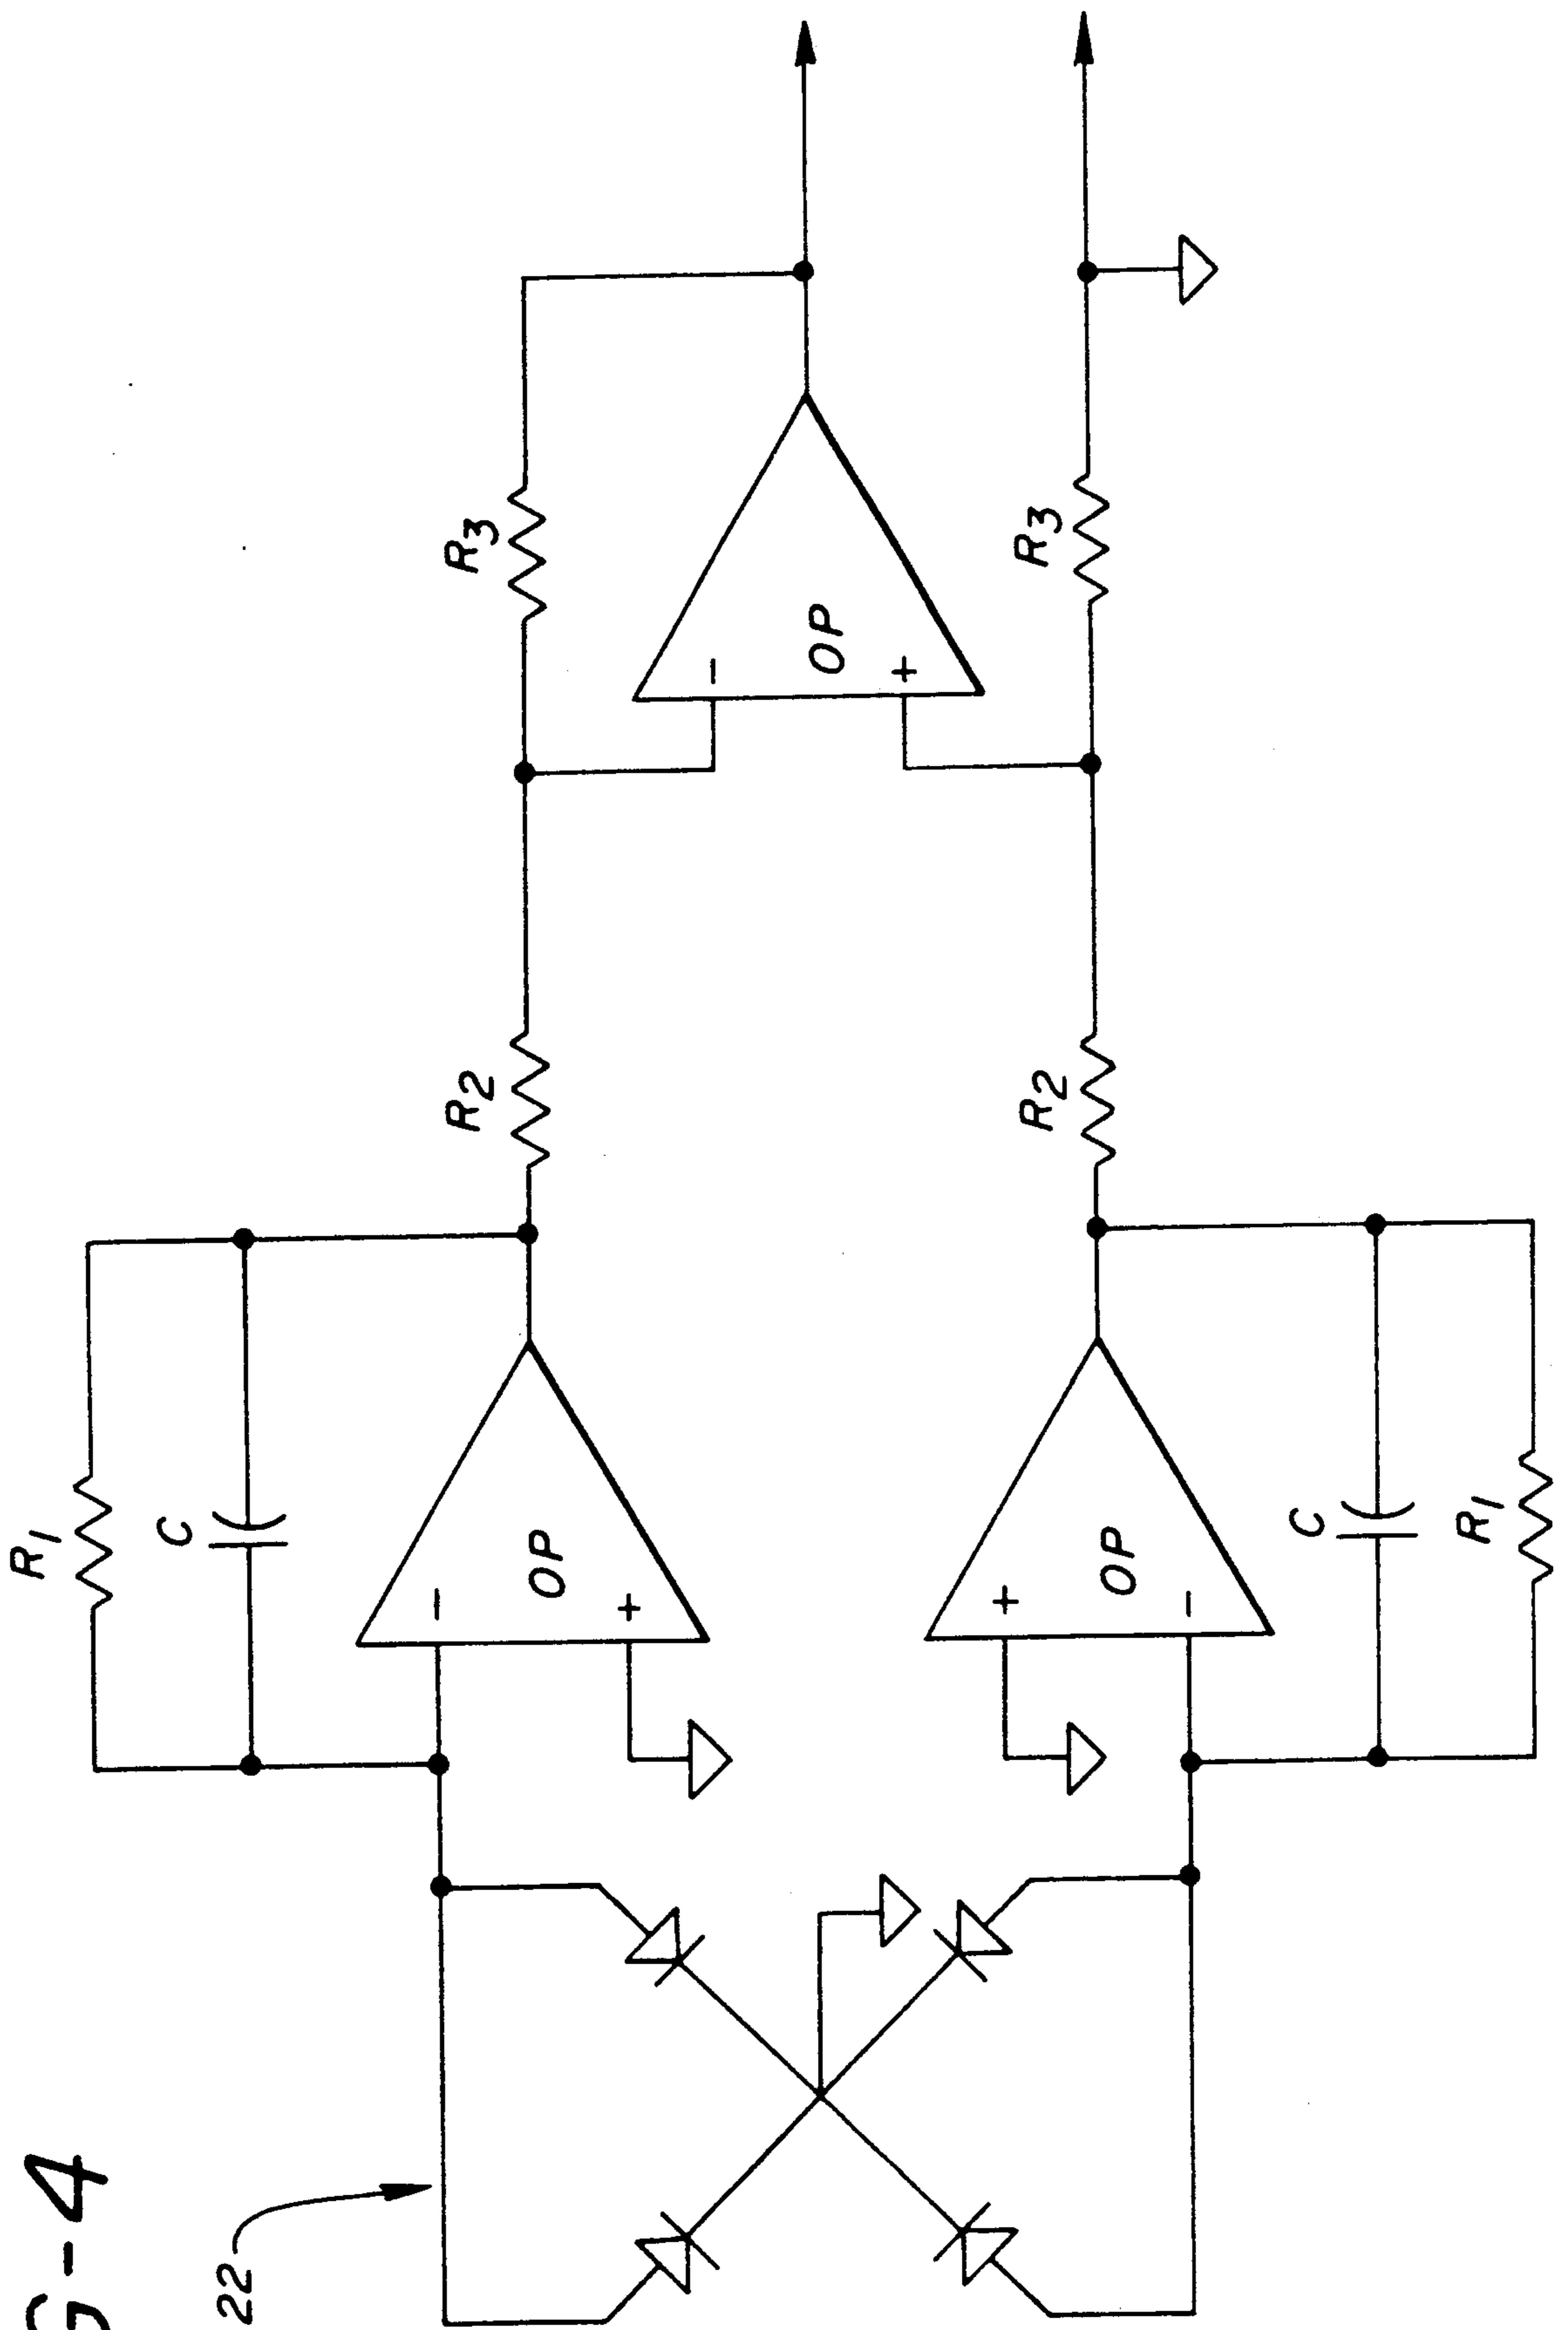 G-4
22
R1
C
- OP +
R2
R3
- OP +
R2
R3
+ OP -
C
R1